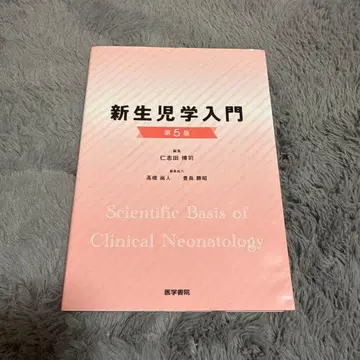 新生児学入門
第5版
編集
仁志田 博司
編集協力
高橋 尚人 豊島 勝昭
Scientific Basis of
Clinical Neonatology
医学書院